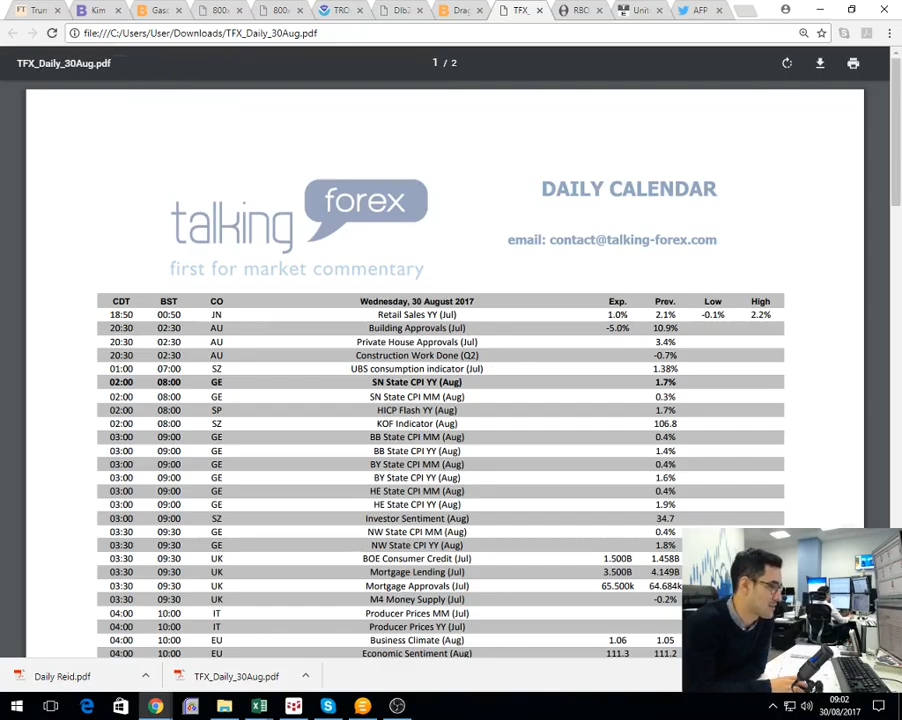 Trum
Kim
Gaso
800×
800×
TRO
Dlb7
Drag
TFX_
RBC
Unit
AFP
file:///C:/Users/User/Downloads/TFX_Daily_30Aug.pdf
TFX_Daily_30Aug.pdf
1 / 2
talking forex
first for market commentary
DAILY CALENDAR
email: contact@talking-forex.com
CDT BST CO Wednesday, 30 August 2017 Exp. Prev. Low High
18:50 00:50 JN Retail Sales YY (Jul) 1.0% 2.1% -0.1% 2.2%
20:30 02:30 AU Building Approvals (Jul) -5.0% 10.9%
20:30 02:30 AU Private House Approvals (Jul) 3.4%
20:30 02:30 AU Construction Work Done (Q2) -0.7%
01:00 07:00 SZ UBS consumption indicator (Jul) 1.38%
02:00 08:00 GE SN State CPI YY (Aug) 1.7%
02:00 08:00 GE SN State CPI MM (Aug) 0.3%
02:00 08:00 SP HICP Flash YY (Aug) 1.7%
02:00 08:00 SZ KOF Indicator (Aug) 106.8
03:00 09:00 GE BB State CPI MM (Aug) 0.4%
03:00 09:00 GE BB State CPI YY (Aug) 1.4%
03:00 09:00 GE BY State CPI MM (Aug) 0.4%
03:00 09:00 GE BY State CPI YY (Aug) 1.6%
03:00 09:00 GE HE State CPI MM (Aug) 0.4%
03:00 09:00 GE HE State CPI YY (Aug) 1.9%
03:00 09:00 SZ Investor Sentiment (Aug) 34.7
03:30 09:30 GE NW State CPI MM (Aug) 0.4%
03:30 09:30 GE NW State CPI YY (Aug) 1.8%
03:30 09:30 UK BOE Consumer Credit (Jul) 1.500B 1.458B
03:30 09:30 UK Mortgage Lending (Jul) 3.500B 4.149B
03:30 09:30 UK Mortgage Approvals (Jul) 65.500k 64.684k
03:30 09:30 UK M4 Money Supply (Jul) -0.2%
04:00 10:00 IT Producer Prices MM (Jul)
04:00 10:00 IT Producer Prices YY (Jul)
04:00 10:00 EU Business Climate (Aug) 1.06 1.05
04:00 10:00 EU Economic Sentiment (Aug) 111.3 111.2
Daily Reid.pdf
TFX_Daily_30Aug.pdf
09:02
30/08/2017